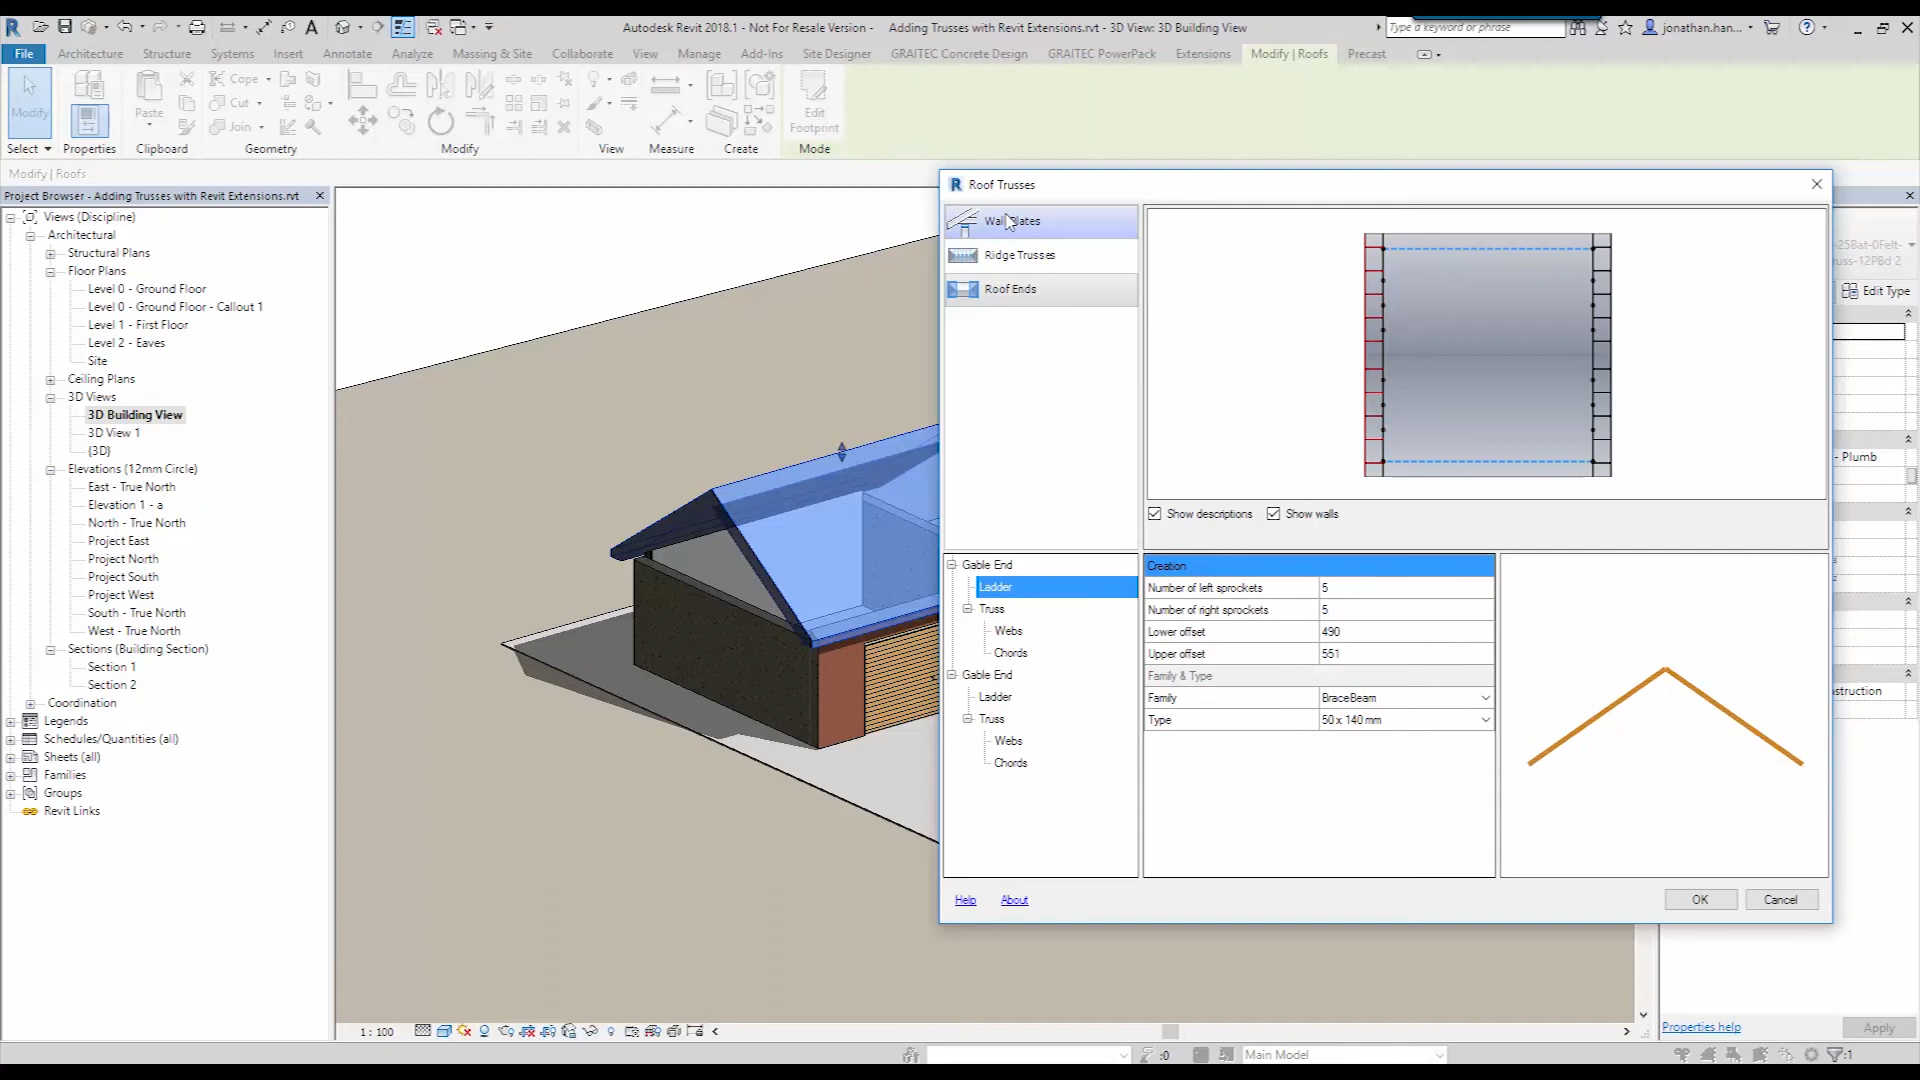 Autodesk Revit 2018.1 - Not For Resale Version - Adding Trusses with Revit Extensions.rvt - 3D View: 3D Building View
Type a keyword or phrase
jonathan.han...
File Architecture Structure Systems Insert Annotate Analyze Massing & Site Collaborate View Manage Add-Ins Site Designer GRAITEC Concrete Design GRAITEC PowerPack Extensions Modify | Roofs Precast
Modify
Paste
Cope
Cut
Join
Edit
Footprint
Select Properties Clipboard Geometry Modify View Measure Create Mode
Modify | Roofs
Project Browser - Adding Trusses with Revit Extensions.rvt
Views (Discipline)
Architectural
Structural Plans
Floor Plans
Level 0 - Ground Floor
Level 0 - Ground Floor - Callout 1
Level 1 - First Floor
Level 2 - Eaves
Site
Ceiling Plans
3D Views
3D Building View
3D View 1
{3D}
Elevations (12mm Circle)
East - True North
Elevation 1 - a
North - True North
Project East
Project North
Project South
Project West
South - True North
West - True North
Sections (Building Section)
Section 1
Section 2
Coordination
Legends
Schedules/Quantities (all)
Sheets (all)
Families
Groups
Revit Links
Roof Trusses
Ridge Trusses
Roof Ends
Show descriptions Show walls
Gable End
Ladder
Truss
Webs
Chords
Gable End
Ladder
Truss
Webs
Chords
Creation
Number of left sprockets 5
Number of right sprockets 5
Lower offset 490
Upper offset 551
Family & Type
Family BraceBeam
Type 50 x 140 mm
Help About
OK Cancel
-25Bat-0Felt-
russ-12PBd 2
Edit Type
- Plumb
struction
1 : 100
Properties help Apply
:0
Main Model
:1